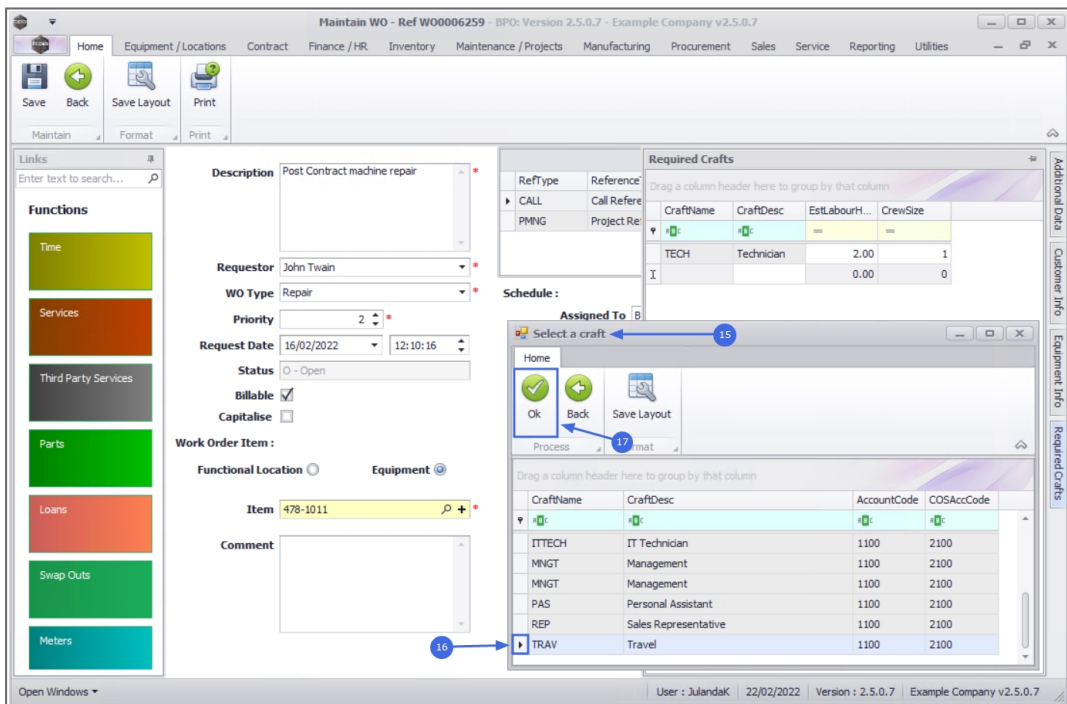 Maintain WO - Ref WO0006259 - BPO: Version 2.5.0.7 - Example Company v2.5.0.7
Home Equipment / Locations Contract Finance / HR Inventory Maintenance / Projects Manufacturing Procurement Sales Service Reporting Utilities
Save Back Save Layout Print
Maintain Format Print
Links
Enter text to search...
Functions
Time
Services
Third Party Services
Parts
Loans
Swap Outs
Meters
Description Post Contract machine repair *
Requestor John Twain *
WO Type Repair *
Priority 2 *
Request Date 16/02/2022 12:10:16
Status O - Open
Billable
Capitalise
Work Order Item :
Functional Location Equipment
Item 478-1011 *
Comment
RefType Reference
CALL Call Refere
PMNG Project Re
Schedule :
Assigned To B
Required Crafts
Drag a column header here to group by that column
CraftName CraftDesc EstLabourH... CrewSize
TECH Technician 2.00 1
0.00 0
Select a craft 15
Home
Ok Back Save Layout
17
Process rmat
Drag a column header here to group by that column
CraftName CraftDesc AccountCode COSAccCode
ITTECH IT Technician 1100 2100
MNGT Management 1100 2100
MNGT Management 1100 2100
PAS Personal Assistant 1100 2100
REP Sales Representative 1100 2100
16 TRAV Travel 1100 2100
Additional Data
Customer Info
Equipment Info
Required Crafts
Open Windows User : JulandaK 22/02/2022 Version : 2.5.0.7 Example Company v2.5.0.7